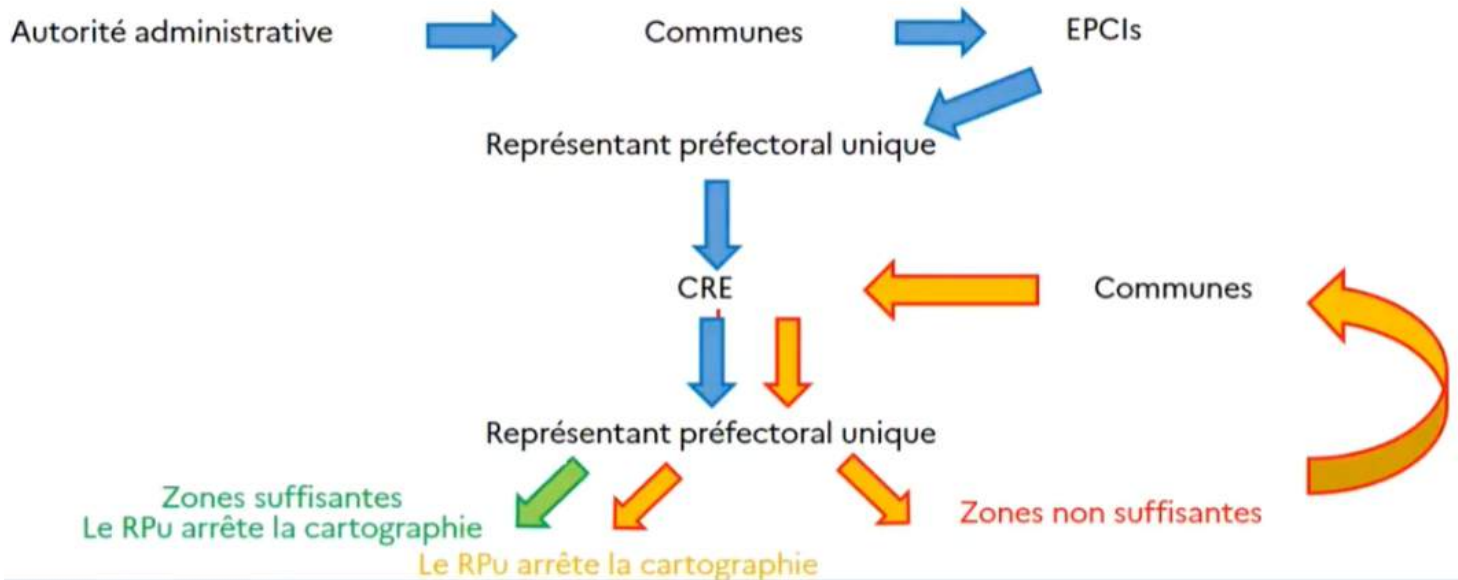 Autorité administrative
Communes
EPCIs
Représentant préfectoral unique
CRE
Communes
Représentant préfectoral unique
Zones suffisantes
Le RPu arrête la cartographie
Zones non suffisantes
Le RPu arrête la cartographie